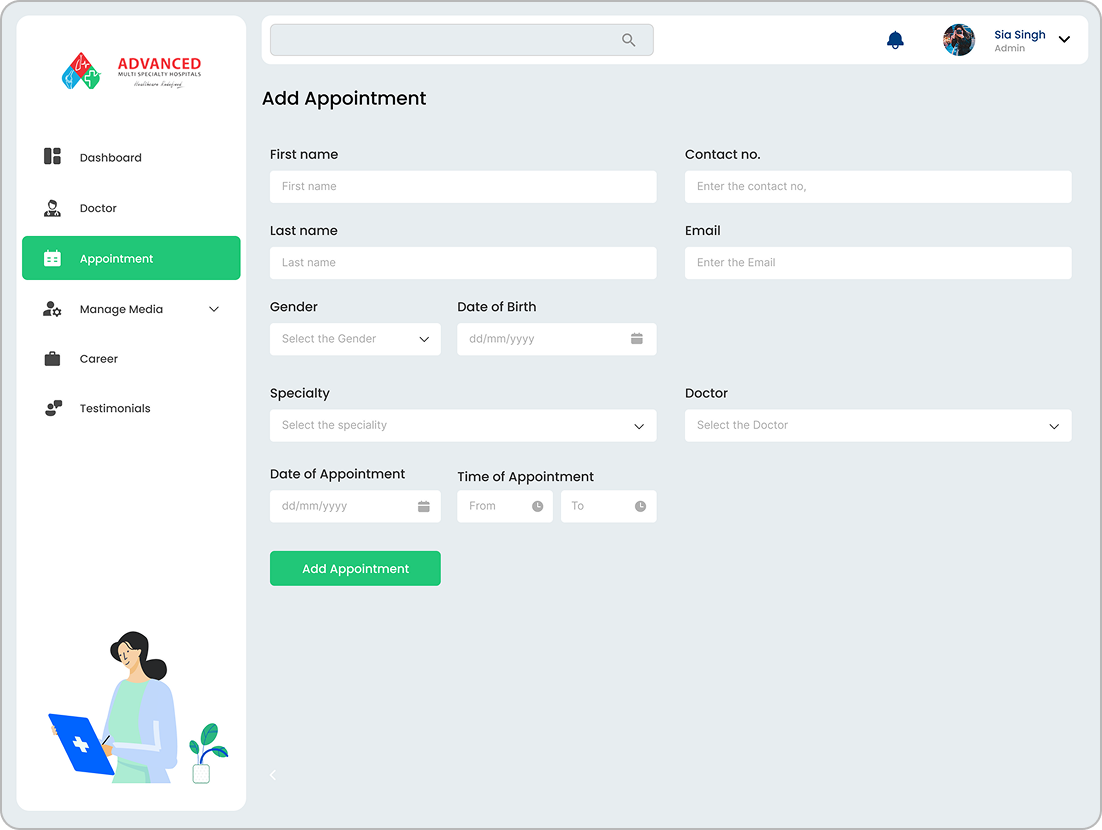 ADVANCED
MULTI SPECIALTY HOSPITALS
Dashboard
Doctor
Appointment
Manage Media
Career
Testimonials
Sia Singh
Admin
Add Appointment
First name
First name
Contact no.
Enter the contact no,
Last name
Last name
Email
Enter the Email
Gender
Select the Gender
Date of Birth
dd/mm/yyyy
Specialty
Select the speciality
Doctor
Select the Doctor
Date of Appointment
dd/mm/yyyy
Time of Appointment
From
To
Add Appointment